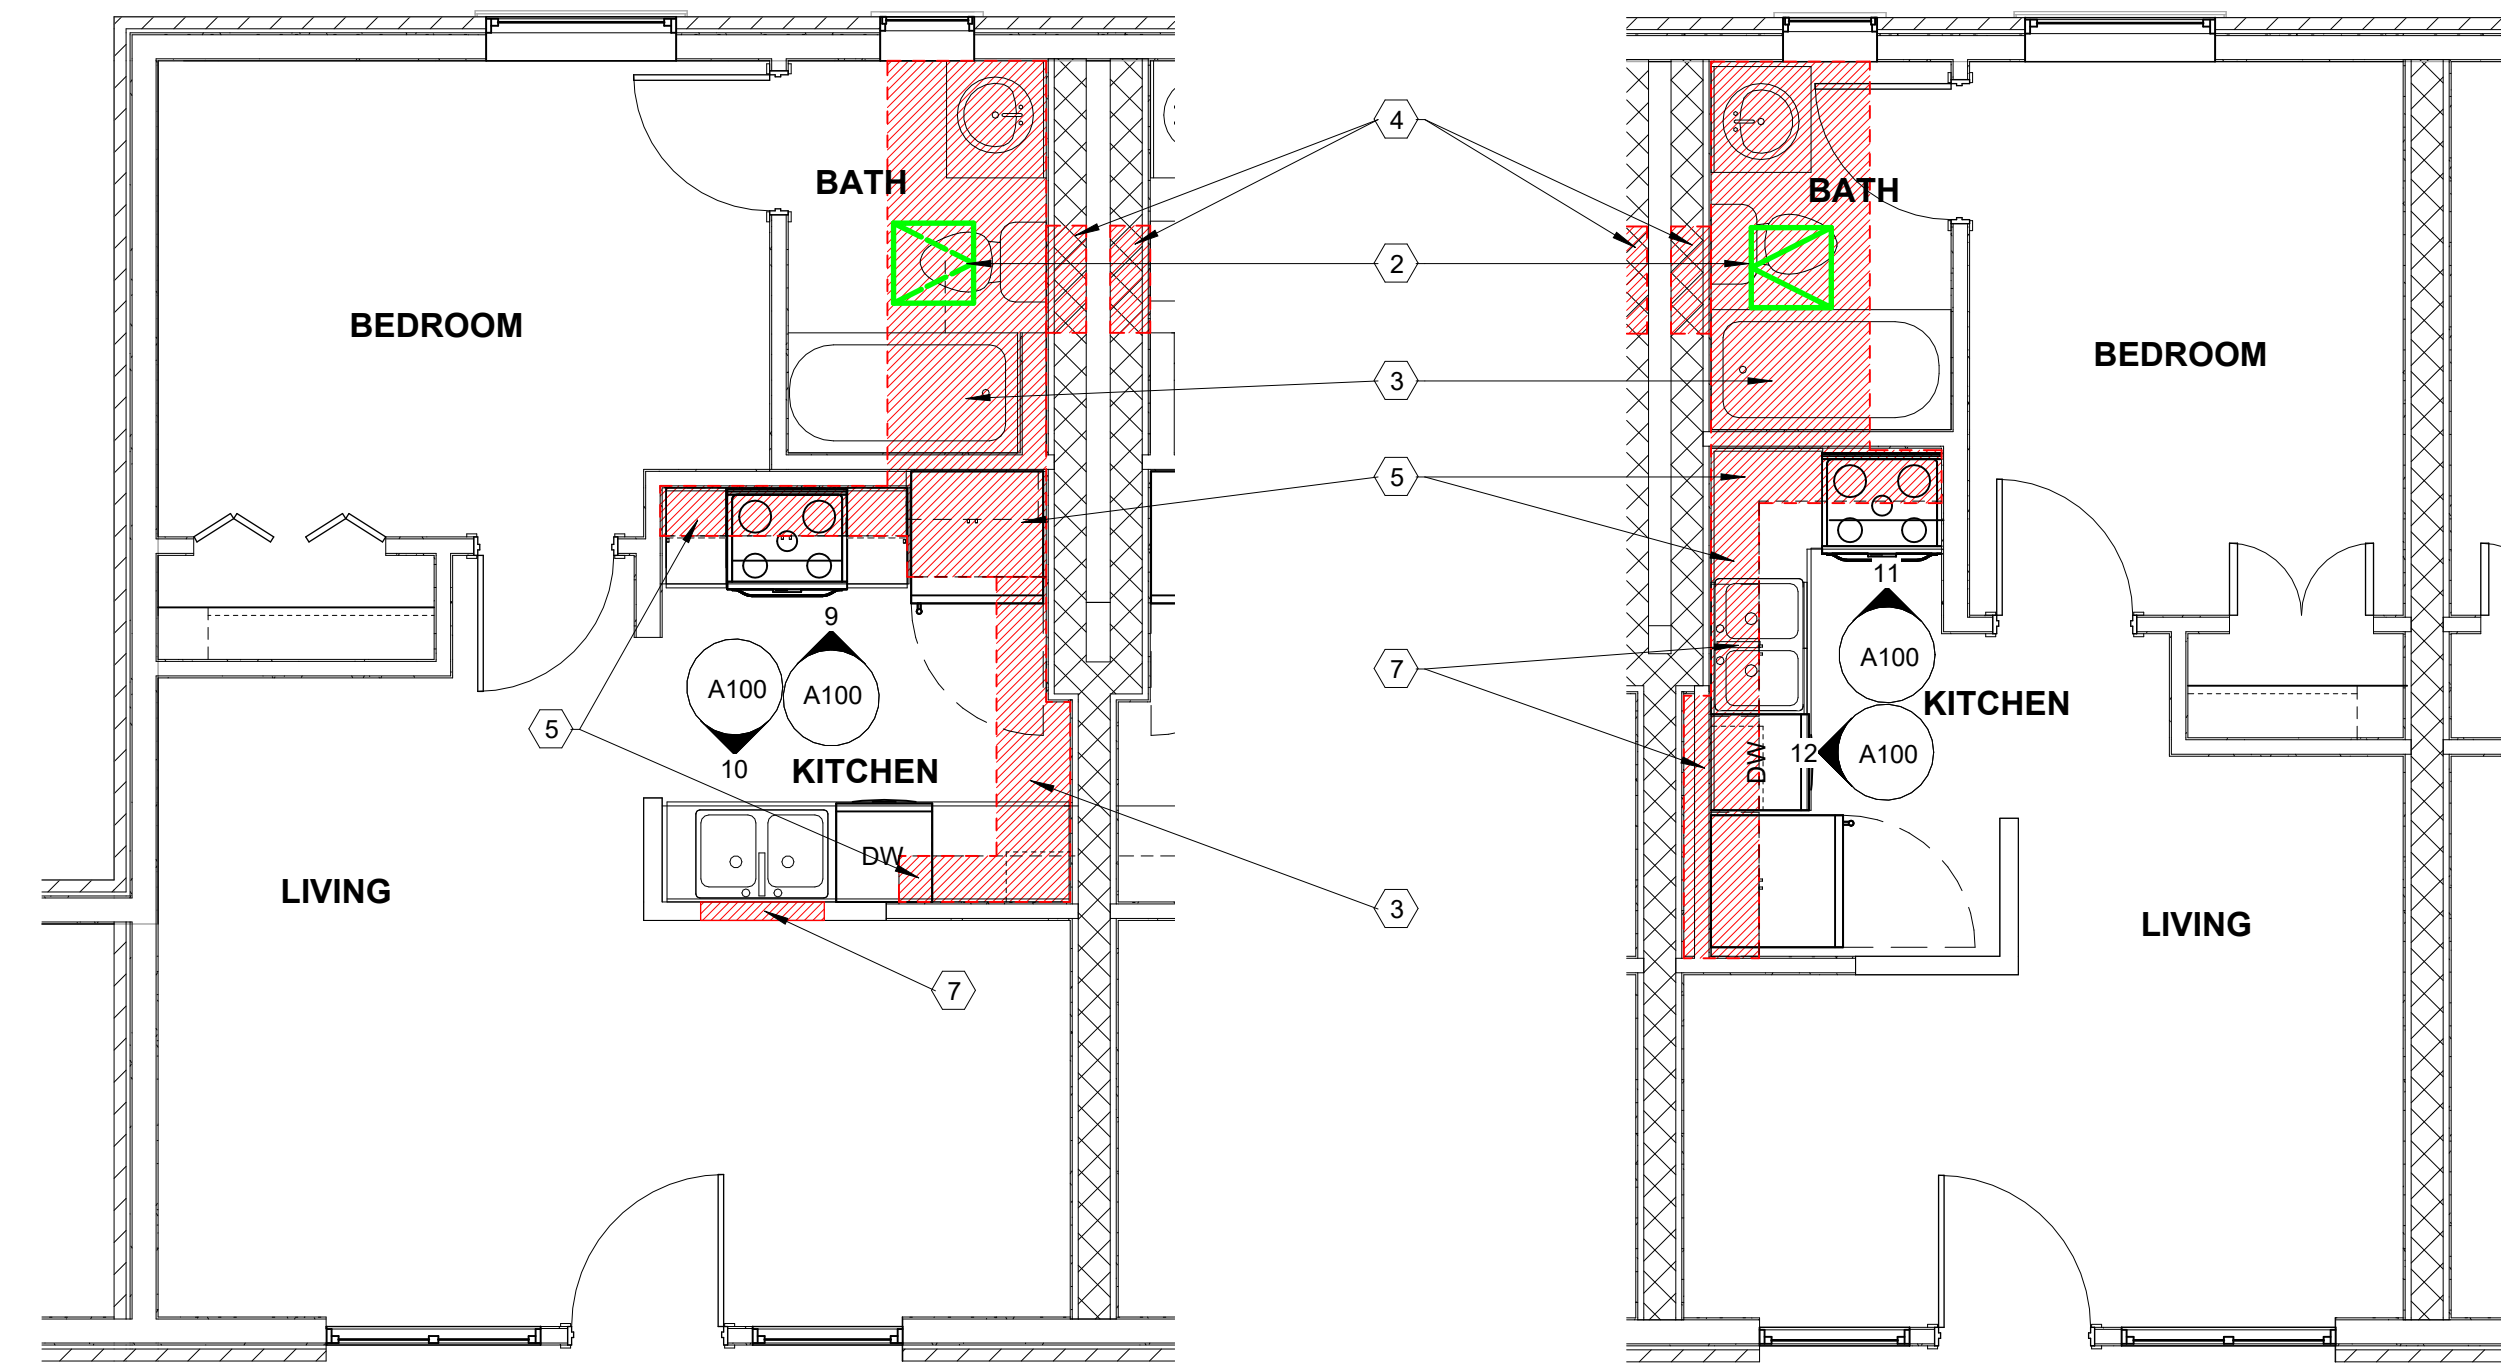 4
BATH
BATH
2
BEDROOM
BEDROOM
3
5
11
9
A100
7
A100
A100
KITCHEN
5
12
A100
DW
10
KITCHEN
DW
LIVING
3
LIVING
7